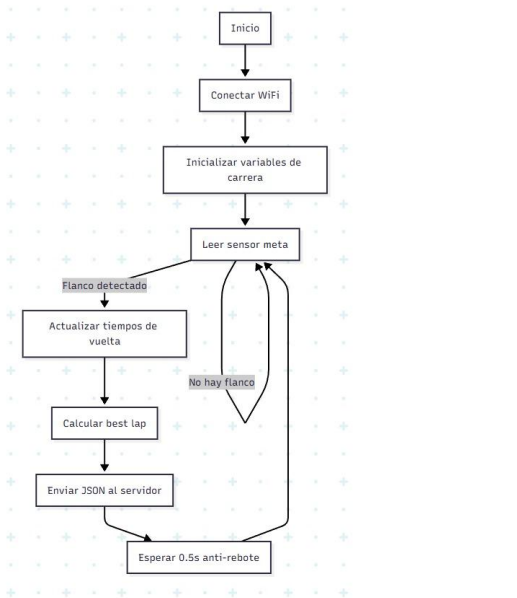 Inicio
Conectar WiFi
Inicializar variables de
carrera
Leer sensor meta
Flanco detectado
Actualizar tiempos de
vuelta
No hay flanco
Calcular best lap
Enviar JSON al servidor
Esperar 0.5s anti-rebote